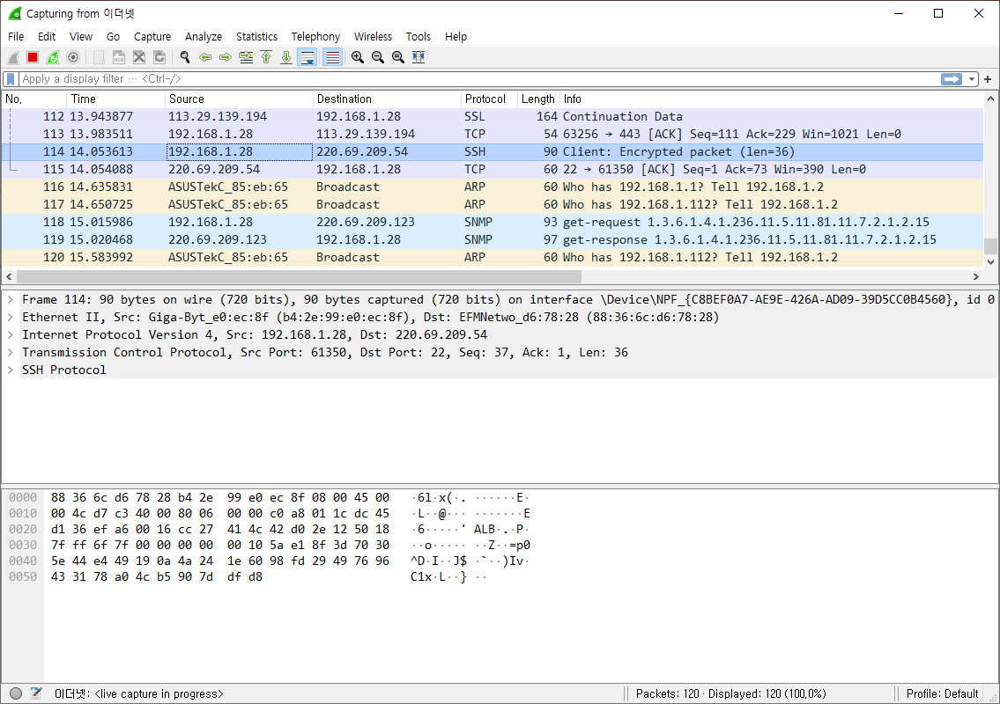 Capturing from 이더넷
File Edit View Go Capture Analyze Statistics Telephony Wireless Tools Help
Apply a display filter ··· <Ctrl-/>
No. Time Source Destination Protocol Length Info
112 13.943877 113.29.139.194 192.168.1.28 SSL 164 Continuation Data
113 13.983511 192.168.1.28 113.29.139.194 TCP 54 63256 → 443 [ACK] Seq=111 Ack=229 Win=1021 Len=0
114 14.053613 192.168.1.28 220.69.209.54 SSH 90 Client: Encrypted packet (len=36)
115 14.054088 220.69.209.54 192.168.1.28 TCP 60 22 → 61350 [ACK] Seq=1 Ack=73 Win=390 Len=0
116 14.635831 ASUSTekC_85:eb:65 Broadcast ARP 60 Who has 192.168.1.1? Tell 192.168.1.2
117 14.650725 ASUSTekC_85:eb:65 Broadcast ARP 60 Who has 192.168.1.112? Tell 192.168.1.2
118 15.015986 192.168.1.28 220.69.209.123 SNMP 93 get-request 1.3.6.1.4.1.236.11.5.11.81.11.7.2.1.2.15
119 15.020468 220.69.209.123 192.168.1.28 SNMP 97 get-response 1.3.6.1.4.1.236.11.5.11.81.11.7.2.1.2.15
120 15.583992 ASUSTekC_85:eb:65 Broadcast ARP 60 Who has 192.168.1.112? Tell 192.168.1.2
Frame 114: 90 bytes on wire (720 bits), 90 bytes captured (720 bits) on interface \Device\NPF_{C8BEF0A7-AE9E-426A-AD09-39D5CC0B4560}, id 0
Ethernet II, Src: Giga-Byt_e0:ec:8f (b4:2e:99:e0:ec:8f), Dst: EFMNetwo_d6:78:28 (88:36:6c:d6:78:28)
Internet Protocol Version 4, Src: 192.168.1.28, Dst: 220.69.209.54
Transmission Control Protocol, Src Port: 61350, Dst Port: 22, Seq: 37, Ack: 1, Len: 36
SSH Protocol
0000 88 36 6c d6 78 28 b4 2e 99 e0 ec 8f 08 00 45 00 ·6l·x(·. ······E·
0010 00 4c d7 c3 40 00 80 06 00 00 c0 a8 01 1c dc 45 ·L··@··· ·······E
0020 d1 36 ef a6 00 16 cc 27 41 4c 42 d0 2e 12 50 18 ·6·····' ALB·.·P·
0030 7f ff 6f 7f 00 00 00 00 00 10 5a e1 8f 3d 70 30 ··o····· ··Z··=p0
0040 5e 44 e4 49 19 0a 4a 24 1e 60 98 fd 29 49 76 96 ^D·I··J$ ·`··)Iv·
0050 43 31 78 a0 4c b5 90 7d df d8 C1x·L··} ··
이더넷: <live capture in progress> Packets: 120 · Displayed: 120 (100,0%) Profile: Default